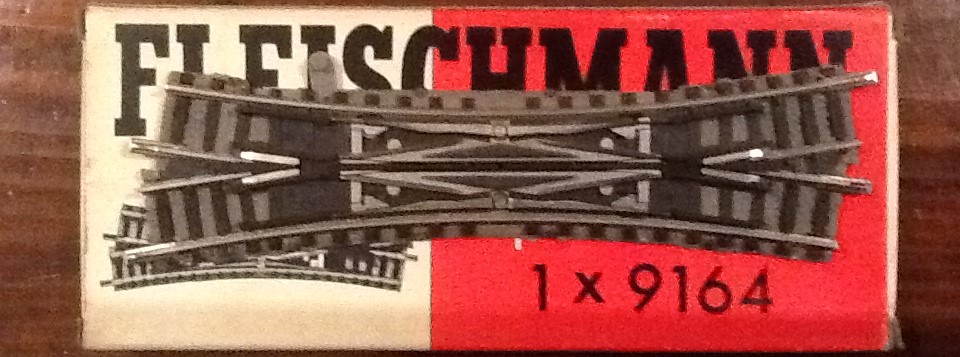 FLEISCHMANN
1 x 9164